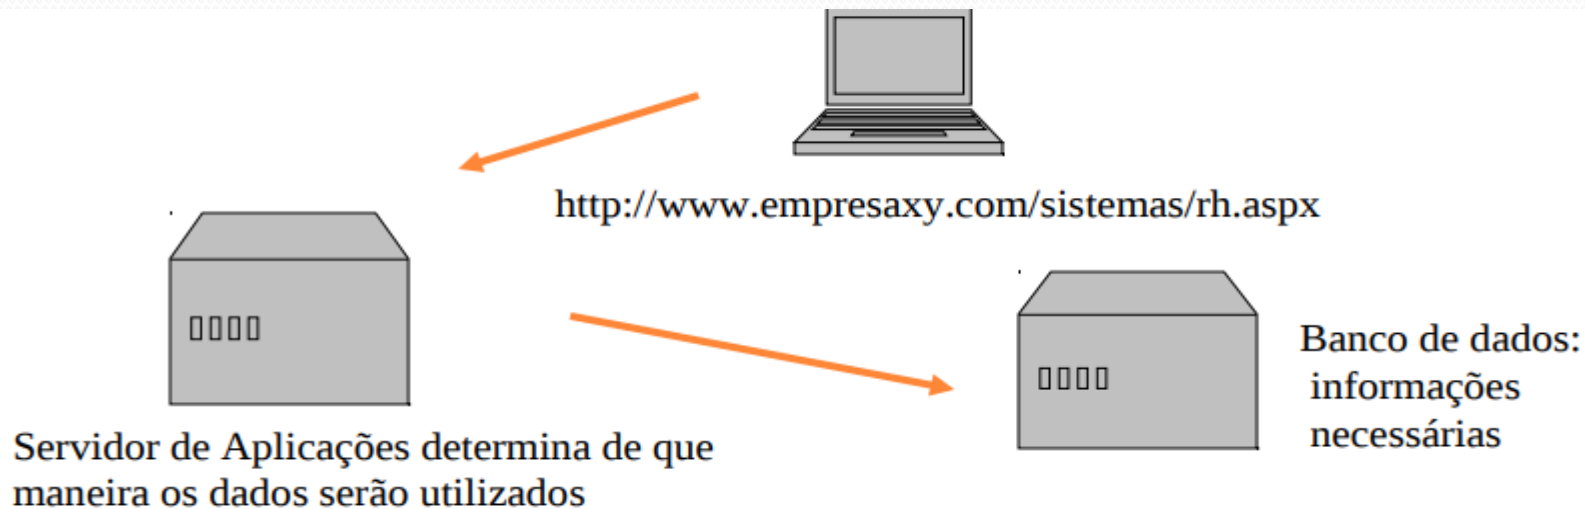 http://www.empresaxy.com/sistemas/rh.aspx
Banco de dados:
informações
necessárias
Servidor de Aplicações determina de que
maneira os dados serão utilizados